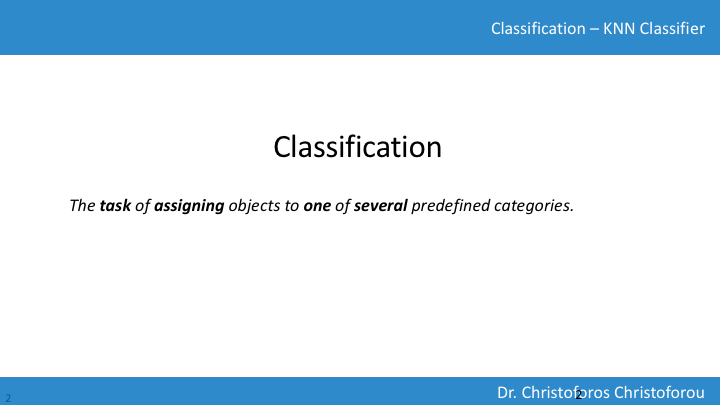 Classification – KNN Classifier
Classification
The task of assigning objects to one of several predefined categories.
Dr. Christoforos Christoforou
2
2